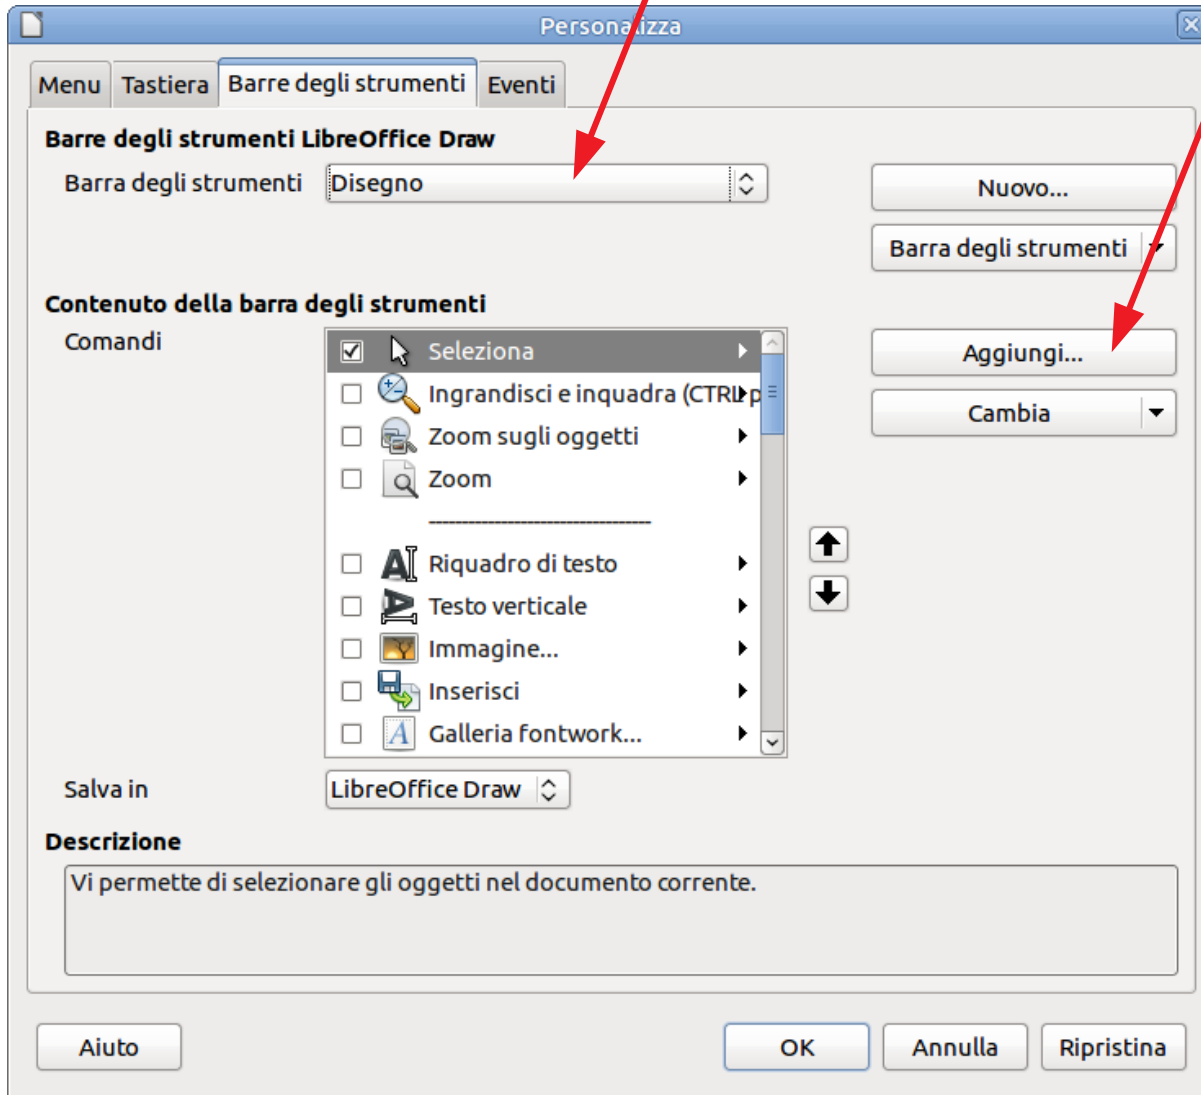 Personalizza
Menu Tastiera Barre degli strumenti Eventi
Barre degli strumenti LibreOffice Draw
Barra degli strumenti Disegno Nuovo...
Barra degli strumenti
Contenuto della barra degli strumenti
Comandi Seleziona Aggiungi...
Ingrandisci e inquadra (CTRL p
Cambia
Zoom sugli oggetti
Zoom
---------------------------------
Riquadro di testo
Testo verticale
Immagine...
Inserisci
Galleria fontwork...
Salva in LibreOffice Draw
Descrizione
Vi permette di selezionare gli oggetti nel documento corrente.
Aiuto OK Annulla Ripristina